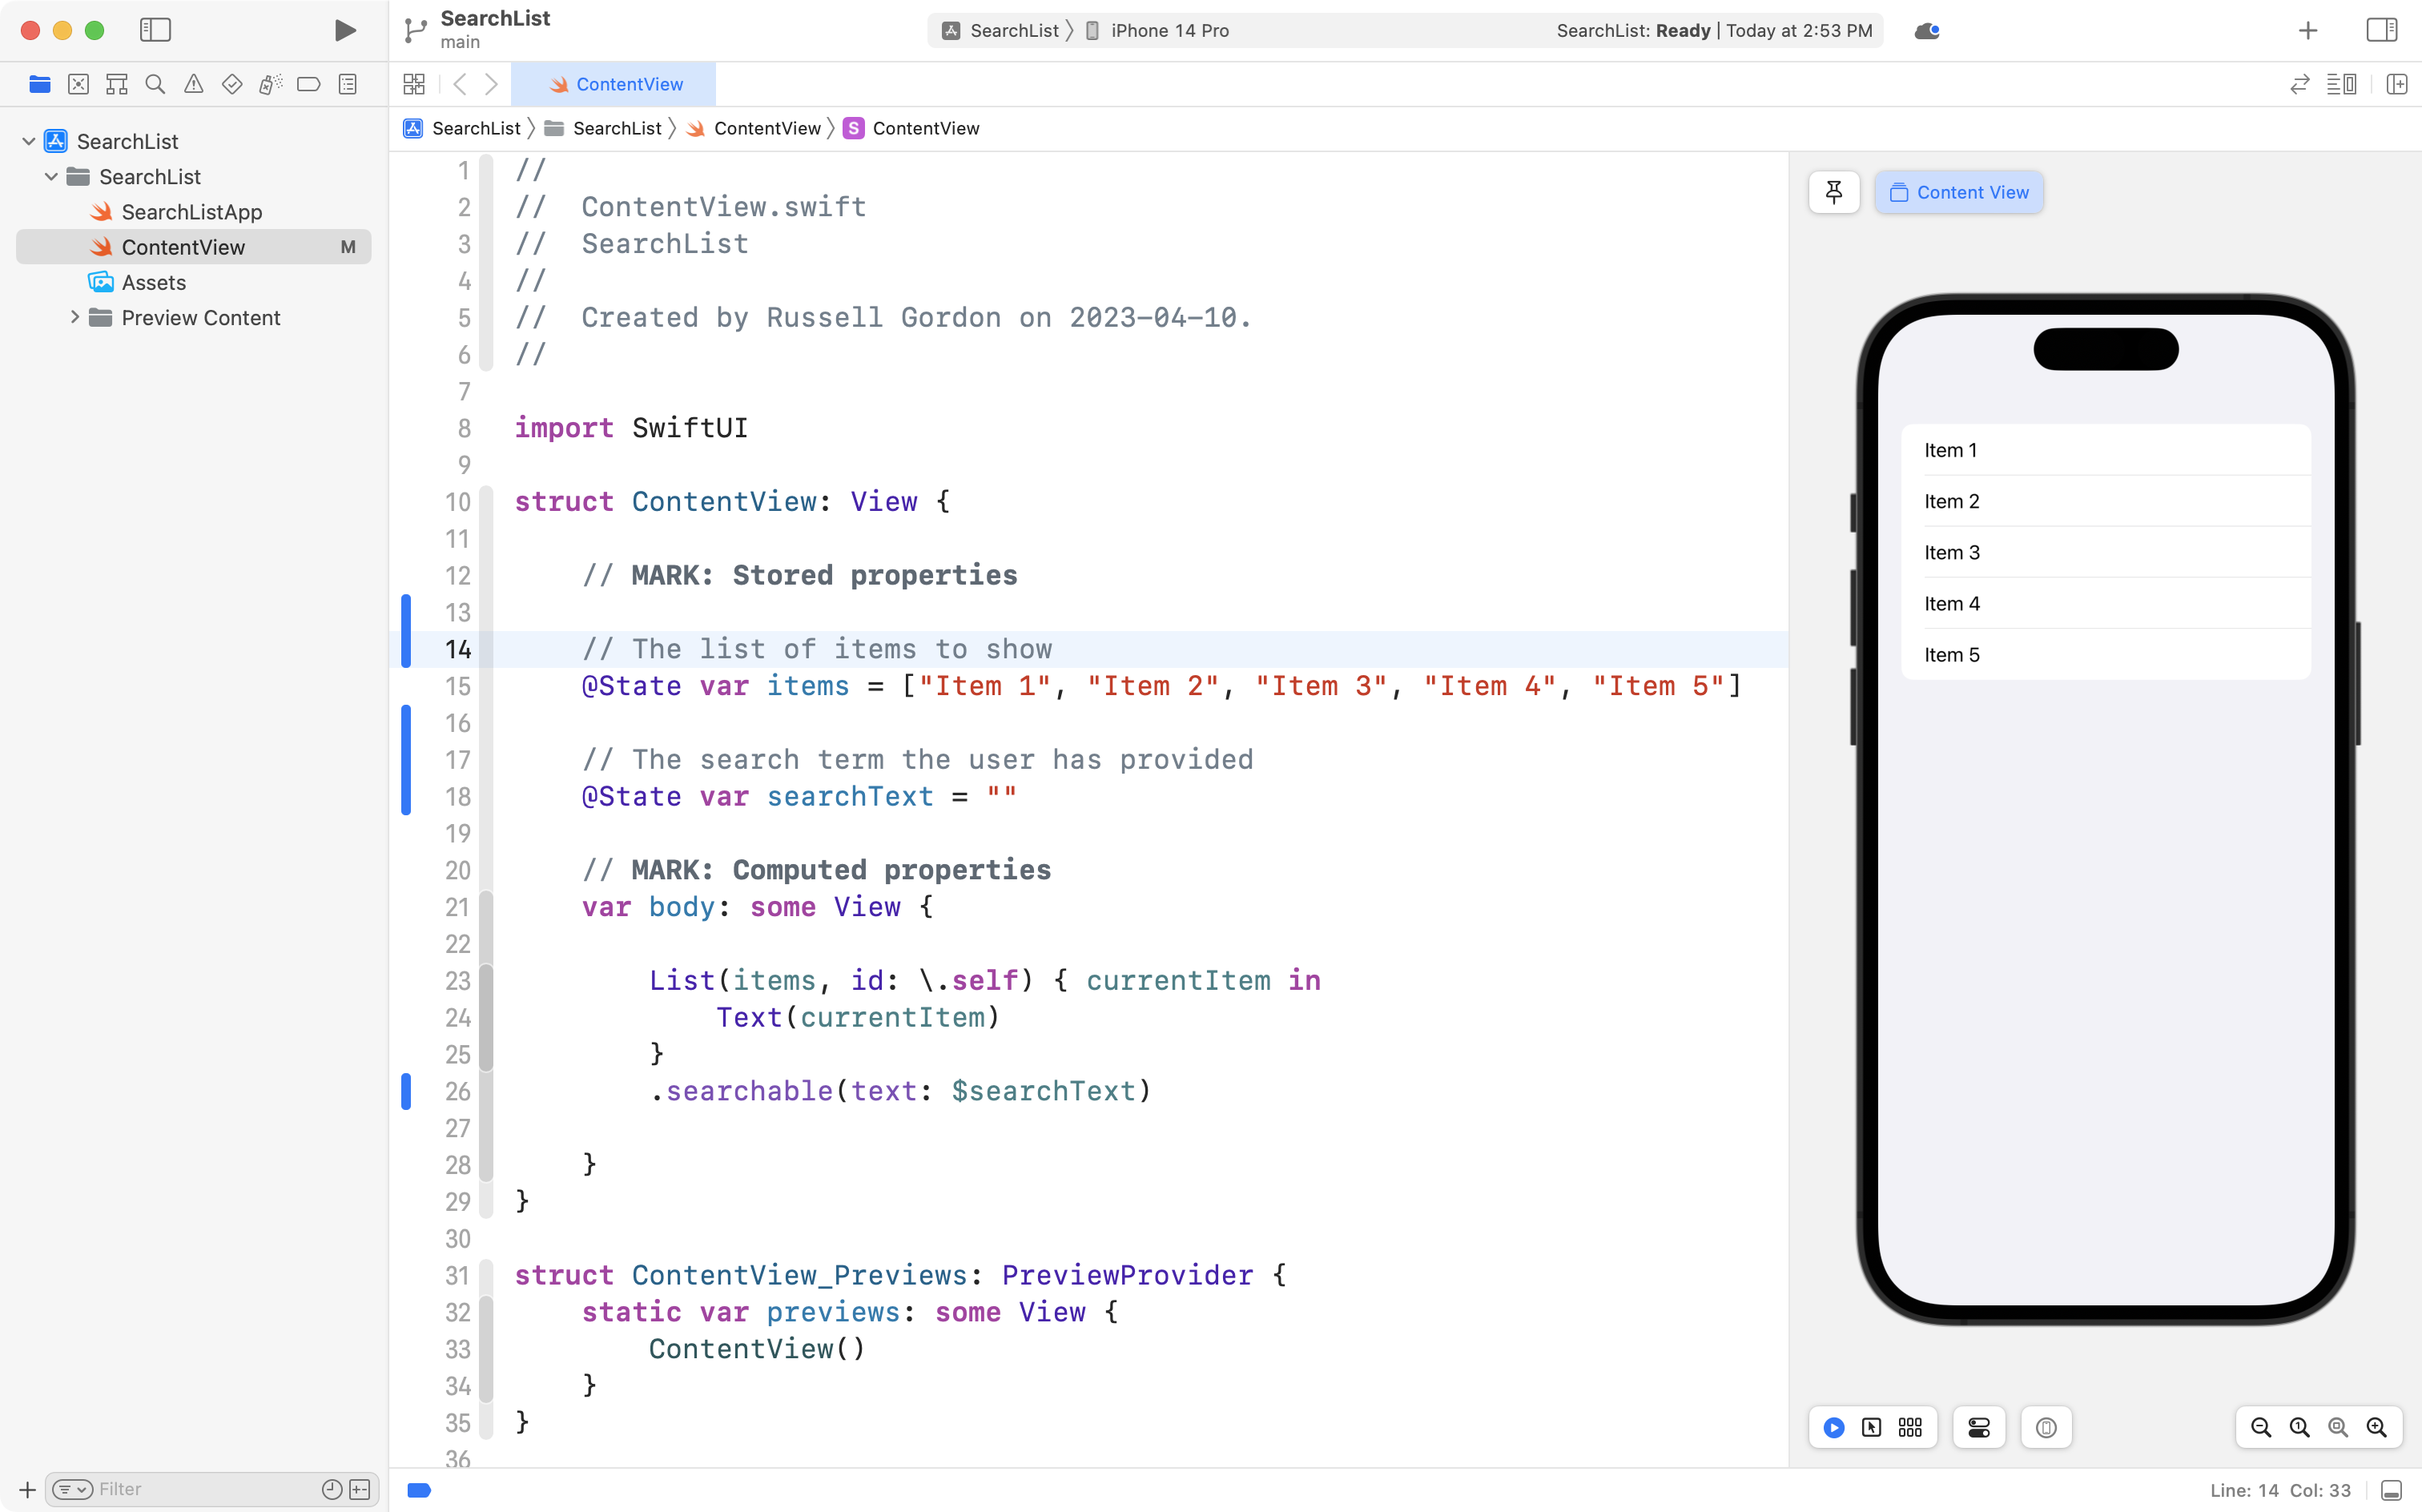 SearchList
main
SearchList
iPhone 14 Pro
SearchList: Ready | Today at 2:53 PM
ContentView
SearchList
SearchList
ContentView
S
ContentView
SearchList
SearchList
SearchListApp
ContentView M
Assets
Preview Content
1 //
2 //  ContentView.swift
3 //  SearchList
4 //
5 //  Created by Russell Gordon on 2023-04-10.
6 //
7
8 import SwiftUI
9
10 struct ContentView: View {
11
12     // MARK: Stored properties
13
14     // The list of items to show
15     @State var items = ["Item 1", "Item 2", "Item 3", "Item 4", "Item 5"]
16
17     // The search term the user has provided
18     @State var searchText = ""
19
20     // MARK: Computed properties
21     var body: some View {
22
23         List(items, id: \.self) { currentItem in
24             Text(currentItem)
25         }
26         .searchable(text: $searchText)
27
28     }
29 }
30
31 struct ContentView_Previews: PreviewProvider {
32     static var previews: some View {
33         ContentView()
34     }
35 }
36
Content View
Item 1
Item 2
Item 3
Item 4
Item 5
Filter
Line: 14 Col: 33